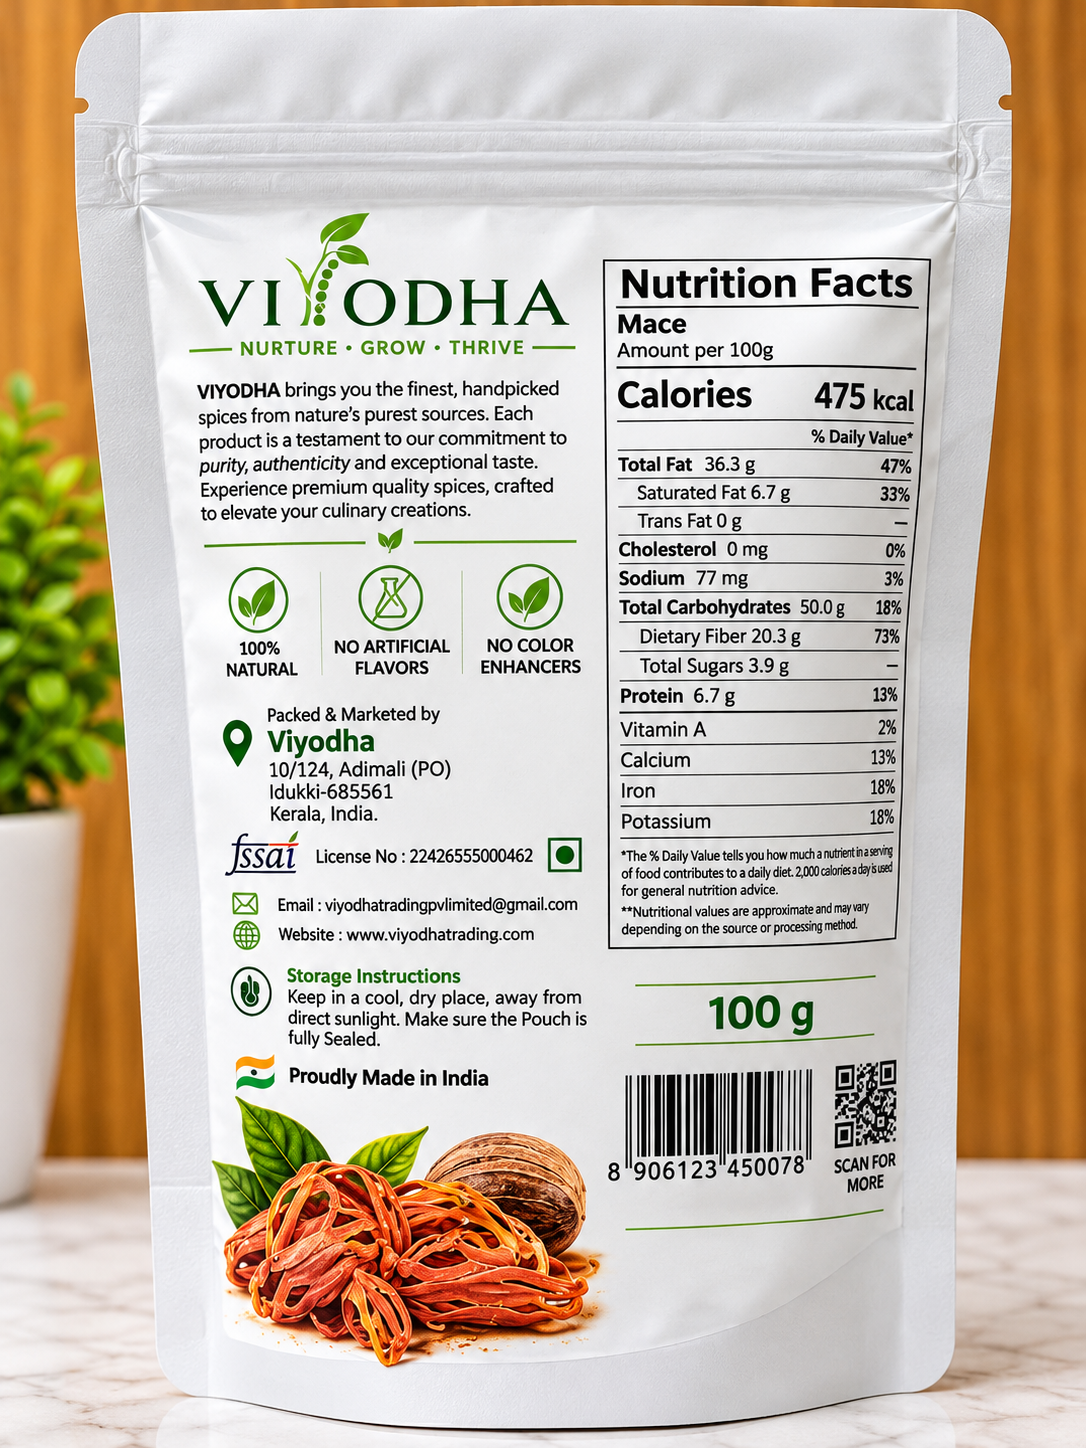 VIYODHA
NURTURE • GROW • THRIVE
VIYODHA brings you the finest, handpicked
spices from nature's purest sources. Each
product is a testament to our commitment to
purity, authenticity and exceptional taste.
Experience premium quality spices, crafted
to elevate your culinary creations.
100%
NATURAL
NO ARTIFICIAL
FLAVORS
NO COLOR
ENHANCERS
Packed & Marketed by
Viyodha
10/124, Adimali (PO)
Idukki-685561
Kerala, India.
fssai
License No : 22426555000462
Email : viyodhatradingpvlimited@gmail.com
Website : www.viyodhatrading.com
Storage Instructions
Keep in a cool, dry place, away from
direct sunlight. Make sure the Pouch is
fully Sealed.
Proudly Made in India
Nutrition Facts
Mace
Amount per 100g
Calories 475 kcal
% Daily Value*
Total Fat 36.3 g 47%
Saturated Fat 6.7 g 33%
Trans Fat 0 g —
Cholesterol 0 mg 0%
Sodium 77 mg 3%
Total Carbohydrates 50.0 g 18%
Dietary Fiber 20.3 g 73%
Total Sugars 3.9 g —
Protein 6.7 g 13%
Vitamin A 2%
Calcium 13%
Iron 18%
Potassium 18%
*The % Daily Value tells you how much a nutrient in a serving
of food contributes to a daily diet. 2,000 calories a day is used
for general nutrition advice.
**Nutritional values are approximate and may vary
depending on the source or processing method.
100 g
8 906123 450078
SCAN FOR
MORE